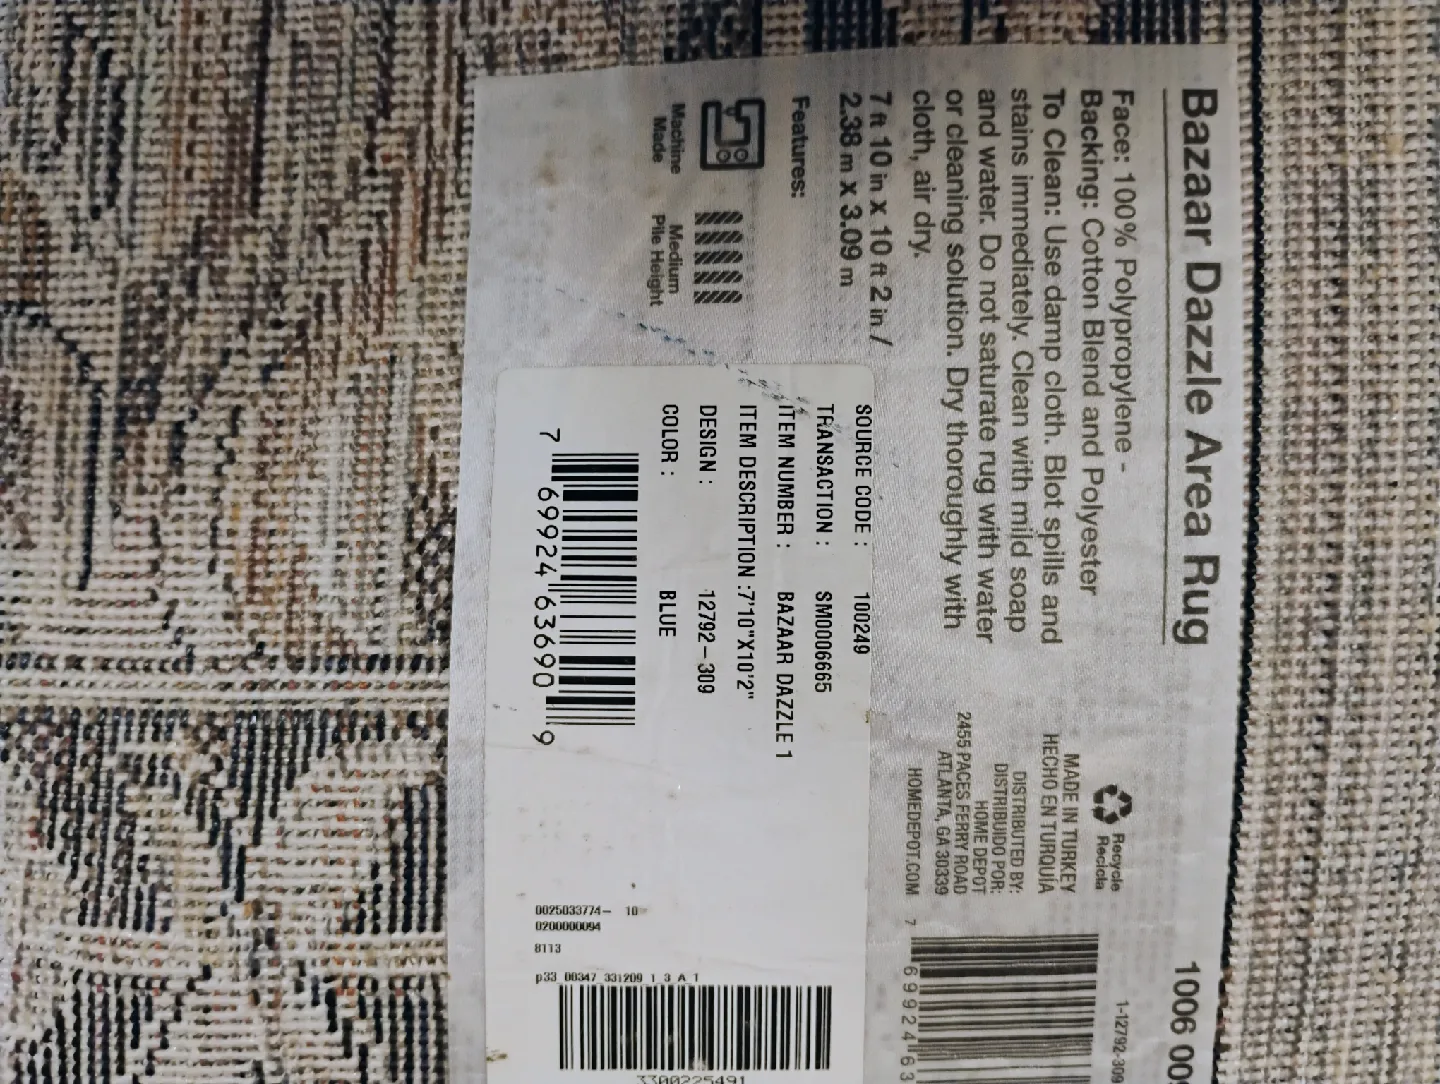 Bazaar Dazzle Area Rug
Face: 100% Polypropylene -
Backing: Cotton Blend and Polyester
To Clean: Use damp cloth. Blot spills and
stains immediately. Clean with mild soap
and water. Do not saturate rug with water
or cleaning solution. Dry thoroughly with
cloth, air dry.
7 ft 10 in x 10 ft 2 in /
2.38 m X 3.09 m
Features:
Machine
Made
Medium
Pile Height
1006 00
1-12792-309
Recycle
Recicla
MADE IN TURKEY
HECHO EN TURQUÍA
DISTRIBUTED BY:
DISTRIBUIDO POR:
HOME DEPOT
2455 PACES FERRY ROAD
ATLANTA, GA 30339
HOMEDEPOT.COM
7 69924 63
SOURCE CODE : 100249
TRANSACTION : SM0006665
ITEM NUMBER : BAZAAR DAZZLE 1
ITEM DESCRIPTION :7'10"X10'2"
DESIGN : 12792-309
COLOR : BLUE
7 69924 63690 9
0025033774- 10
0200000094
8113
p33_00347_331209_1_3_A_T
3300225491